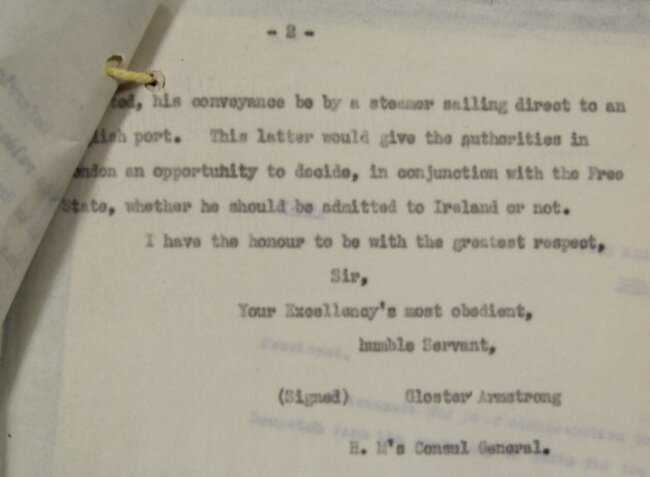 - 2 -
ted, his conveyance be by a steamer sailing direct to an
lish port. This latter would give the authorities in
ondon an opportuhity to decide, in conjunction with the Free
State, whether he should be admitted to Ireland or not.
I have the honour to be with the greatest respect,
Sir,
Your Excellency's most obedient,
humble Servant,
(Signed) Gloster Armstrong
H. M's Consul General.